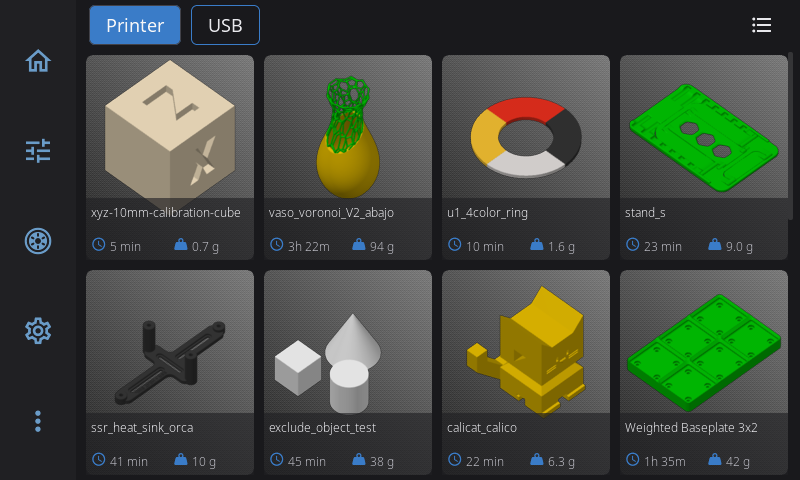 Printer USB
xyz-10mm-calibration-cube
5 min 0.7 g
vaso_voronoi_V2_abajo
3h 22m 94 g
u1_4color_ring
10 min 1.6 g
stand_s
23 min 9.0 g
ssr_heat_sink_orca
41 min 10 g
exclude_object_test
45 min 38 g
calicat_calico
22 min 6.3 g
Weighted Baseplate 3x2
1h 35m 42 g